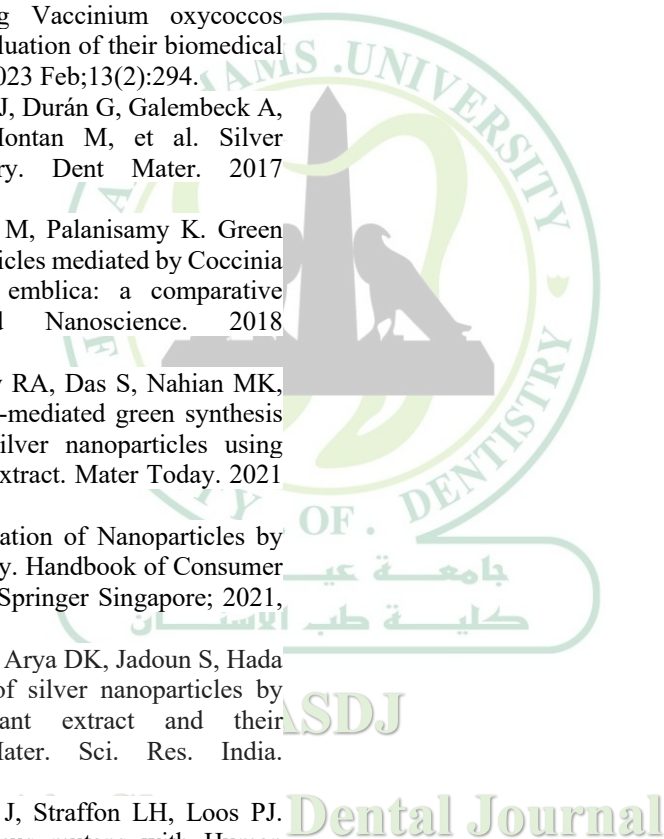 g Vaccinium oxycoccos
luation of their biomedical
023 Feb;13(2):294.
J, Durán G, Galembeck A,
Montan M, et al. Silver
ry. Dent Mater. 2017
M, Palanisamy K. Green
icles mediated by Coccinia
emblica: a comparative
d Nanoscience. 2018
RA, Das S, Nahian MK,
-mediated green synthesis
ilver nanoparticles using
xtract. Mater Today. 2021
ation of Nanoparticles by
y. Handbook of Consumer
Springer Singapore; 2021,
Arya DK, Jadoun S, Hada
of silver nanoparticles by
ant extract and their
Mater. Sci. Res. India.
J, Straffon LH, Loos PJ.
with
AMS .UNIVERSITY
OF . DENTISTRY
جامعة
كلية طب
ASDJ
Dental Journal